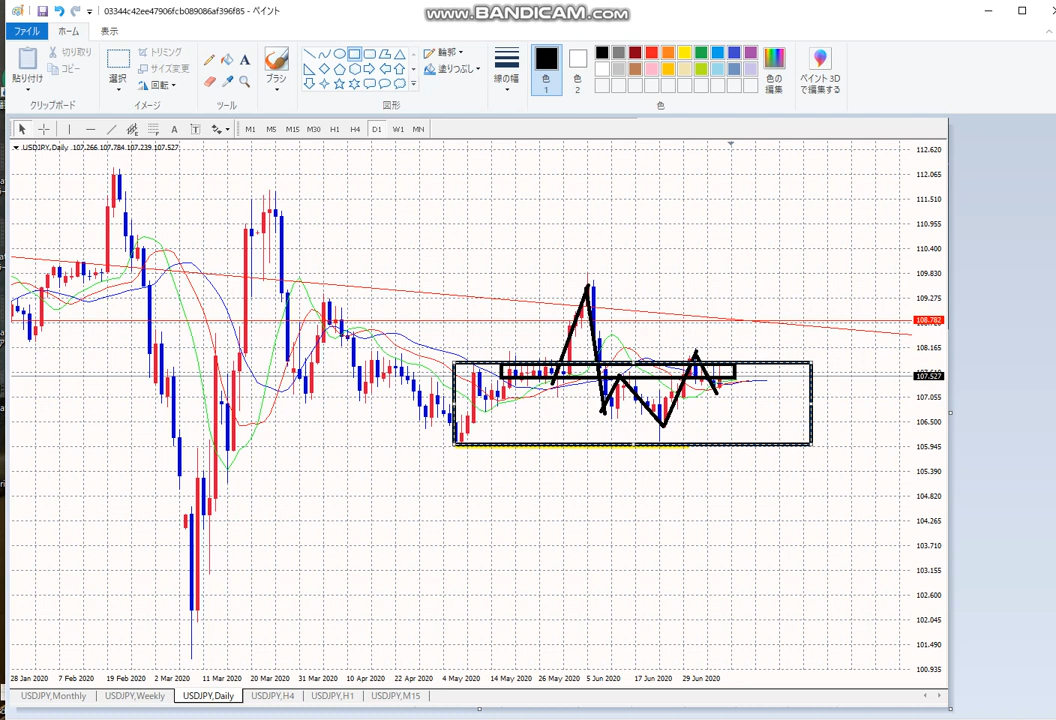 03344c42ee47906fcb089086af396f85 - ペイント
www.BANDICAM.com
ファイル ホーム 表示
貼り付け
切り取り
コピー
クリップボード
選択
トリミング
サイズ変更
回転
イメージ
A
ツール
ブラシ
輪郭
塗りつぶし
図形
線の幅
色
1
色
2
色の
編集
色
ペイント 3D
で編集する
A T M1 M5 M15 M30 H1 H4 D1 W1 MN
USDJPY,Daily 107.266 107.784 107.239 107.527
112.620
112.065
111.510
110.955
110.400
109.830
109.275
108.782
108.165
107.527
107.055
106.500
105.945
105.390
104.820
104.265
103.710
103.155
102.600
102.045
101.490
100.935
28 Jan 2020 7 Feb 2020 19 Feb 2020 2 Mar 2020 11 Mar 2020 20 Mar 2020 31 Mar 2020 10 Apr 2020 22 Apr 2020 4 May 2020 14 May 2020 26 May 2020 5 Jun 2020 17 Jun 2020 29 Jun 2020
USDJPY,Monthly USDJPY,Weekly USDJPY,Daily USDJPY,H4 USDJPY,H1 USDJPY,M15